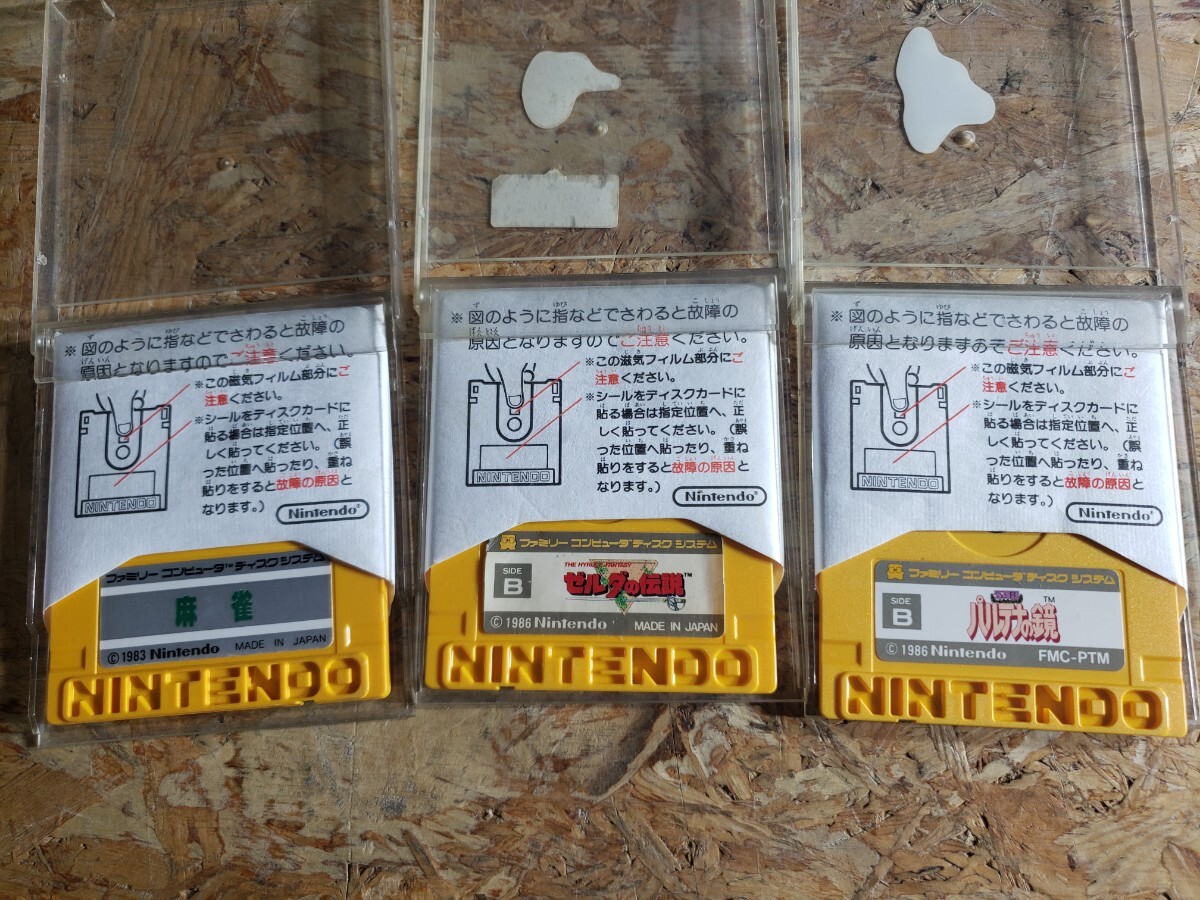 ※図のように指などでさわると故障の
原因となりますのでご注意ください。
※この磁気フィルム部分にご
注意ください。
※シールをディスクカードに
貼る場合は指定位置へ、正
しく貼ってください。(誤
った位置へ貼ったり、重ね
貼りをすると故障の原因と
なります。)
NINTENDO
Nintendo®
ファミリー コンピュータ™ ディスク システム
麻雀
©1983 Nintendo MADE IN JAPAN
NINTENDO
※図のように指などでさわると故障の
原因となりますのでご注意ください。
※この磁気フィルム部分にご
注意ください。
※シールをディスクカードに
貼る場合は指定位置へ、正
しく貼ってください。(誤
った位置へ貼ったり、重ね
貼りをすると故障の原因と
なります。)
NINTENDO
Nintendo®
ファミリー コンピュータ ディスク システム
THE HYRULE FANTASY
SIDE
B
ゼルダの伝説™
©1986 Nintendo MADE IN JAPAN
NINTENDO
※図のように指などでさわると故障の
原因となりますのでご注意ください。
※この磁気フィルム部分にご
注意ください。
※シールをディスクカードに
貼る場合は指定位置へ、正
しく貼ってください。(誤
った位置へ貼ったり、重ね
貼りをすると故障の原因と
なります。)
NINTENDO
Nintendo®
ファミリー コンピュータ ディスク システム
SIDE
B
パルテナの鏡™
©1986 Nintendo FMC-PTM
NINTENDO